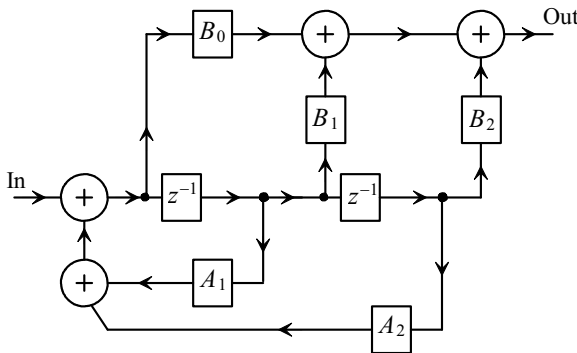 Out
B₀
+
+
B₁
B₂
In
+
z⁻¹
z⁻¹
+
A₁
A₂